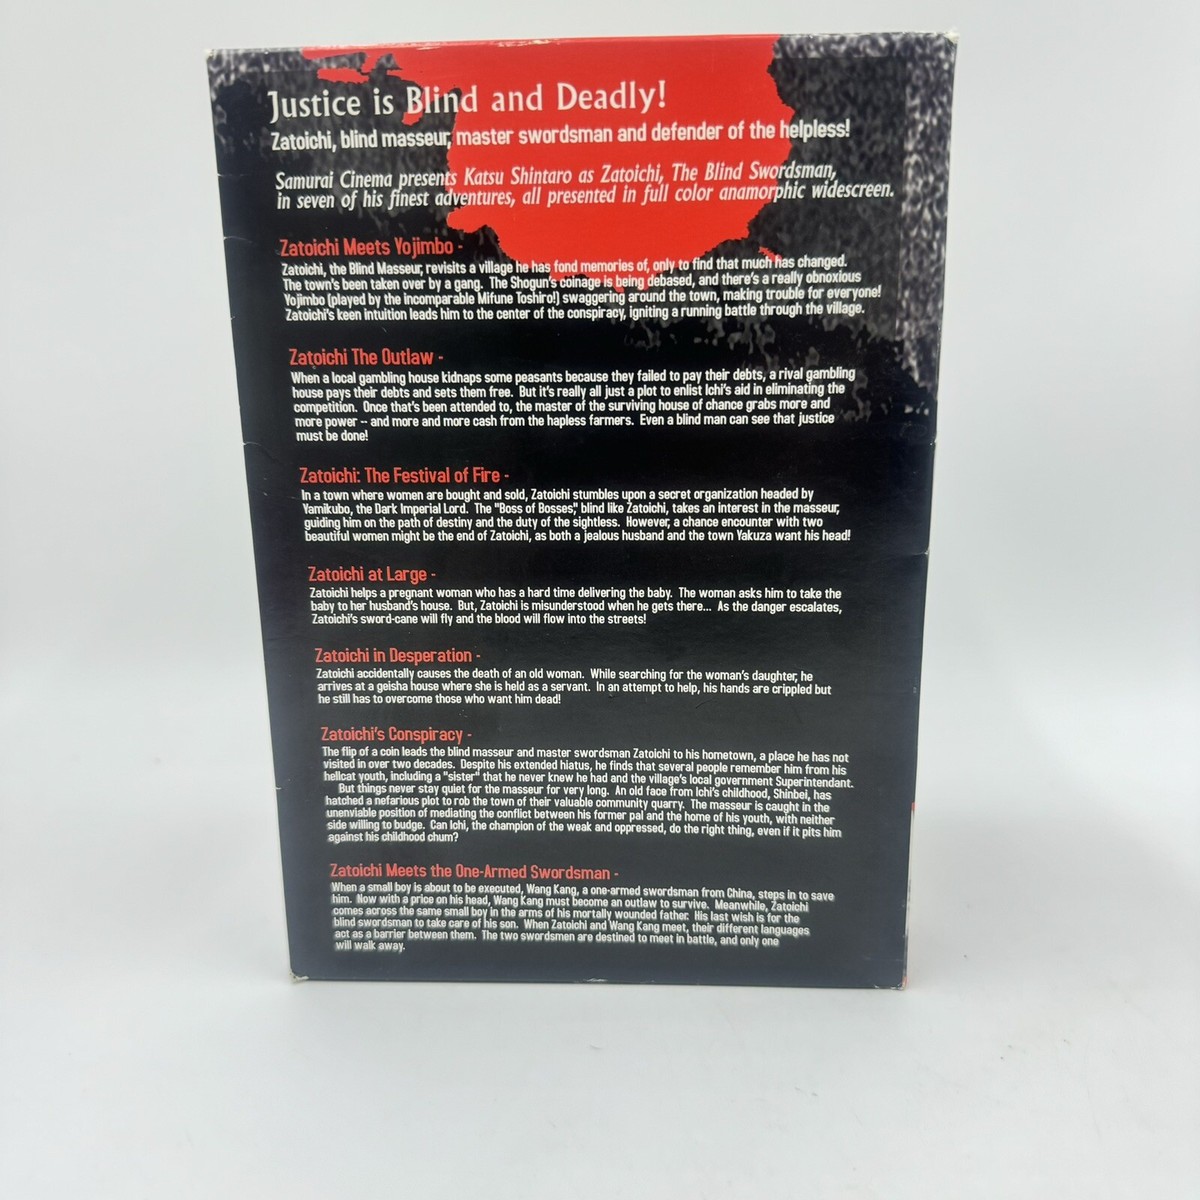 Justice is Blind and Deadly!
Zatoichi, blind masseur, master swordsman and defender of the helpless!
Samurai Cinema presents Katsu Shintaro as Zatoichi, The Blind Swordsman,
in seven of his finest adventures, all presented in full color anamorphic widescreen.
Zatoichi Meets Yojimbo -
Zatoichi, the Blind Masseur, revisits a village he has fond memories of, only to find that much has changed.
The town's been taken over by a gang. The Shogun's coinage is being debased, and there's a really obnoxious
Yojimbo (played by the incomparable Mifune Toshiro!) swaggering around the town, making trouble for everyone!
Zatoichi's keen intuition leads him to the center of the conspiracy, igniting a running battle through the village.
Zatoichi The Outlaw -
When a local gambling house kidnaps some peasants because they failed to pay their debts, a rival gambling
house pays their debts and sets them free. But it's really all just a plot to enlist Ichi's aid in eliminating the
competition. Once that's been attended to, the master of the surviving house of chance grabs more and
more power -- and more and more cash from the hapless farmers. Even a blind man can see that justice
must be done!
Zatoichi: The Festival of Fire -
In a town where women are bought and sold, Zatoichi stumbles upon a secret organization headed by
Yamikubo, the Dark Imperial Lord. The "Boss of Bosses," blind like Zatoichi, takes an interest in the masseur,
guiding him on the path of destiny and the duty of the sightless. However, a chance encounter with two
beautiful women might be the end of Zatoichi, as both a jealous husband and the town Yakuza want his head!
Zatoichi at Large -
Zatoichi helps a pregnant woman who has a hard time delivering the baby. The woman asks him to take the
baby to her husband's house. But, Zatoichi is misunderstood when he gets there... As the danger escalates,
Zatoichi's sword-cane will fly and the blood will flow into the streets!
Zatoichi in Desperation -
Zatoichi accidentally causes the death of an old woman. While searching for the woman's daughter, he
arrives at a geisha house where she is held as a servant. In an attempt to help, his hands are crippled but
he still has to overcome those who want him dead!
Zatoichi's Conspiracy -
The flip of a coin leads the blind masseur and master swordsman Zatoichi to his hometown, a place he has not
visited in over two decades. Despite his extended hiatus, he finds that several people remember him from his
hellcat youth, including a "sister" that he never knew he had and the village's local government Superintendant.
But things never stay quiet for the masseur for very long. An old face from Ichi's childhood, Shinbei, has
hatched a nefarious plot to rob the town of their valuable community quarry. The masseur is caught in the
unenviable position of mediating the conflict between his former pal and the home of his youth, with neither
side willing to budge. Can Ichi, the champion of the weak and oppressed, do the right thing, even if it pits him
against his childhood chum?
Zatoichi Meets the One-Armed Swordsman -
When a small boy is about to be executed, Wang Kang, a one-armed swordsman from China, steps in to save
him. Now with a price on his head, Wang Kang must become an outlaw to survive. Meanwhile, Zatoichi
comes across the same small boy in the arms of his mortally wounded father. His last wish is for the
blind swordsman to take care of his son. When Zatoichi and Wang Kang meet, their different languages
act as a barrier between them. The two swordsmen are destined to meet in battle, and only one
will walk away.